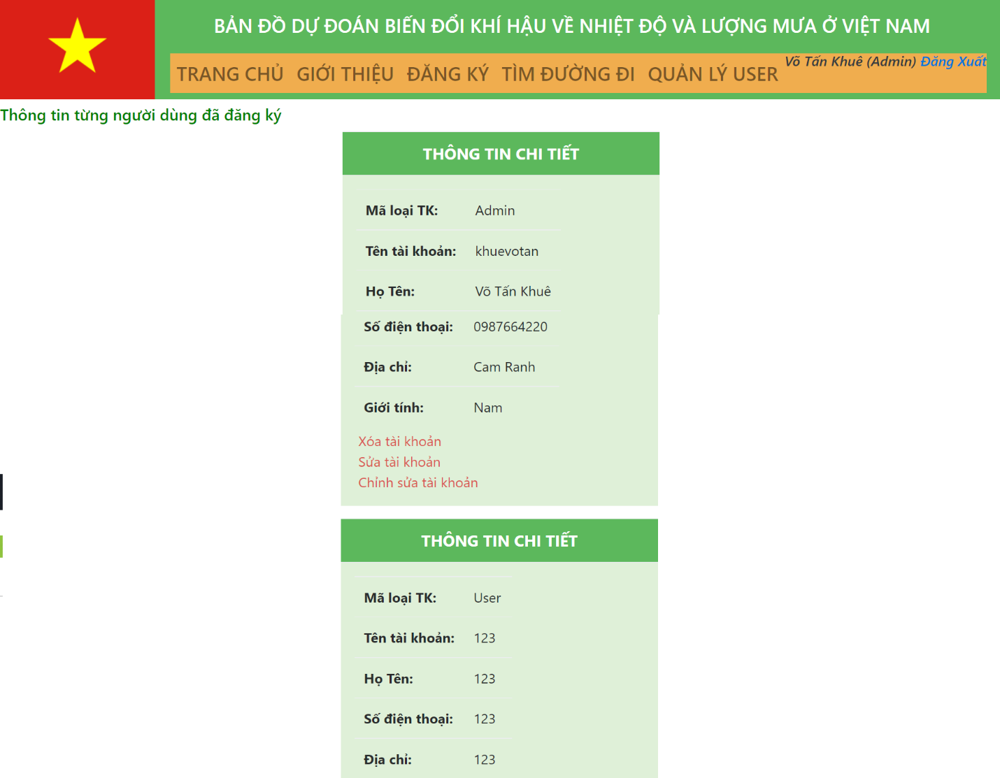 BẢN ĐỒ DỰ ĐOÁN BIẾN ĐỔI KHÍ HẬU VỀ NHIỆT ĐỘ VÀ LƯỢNG MƯA Ở VIỆT NAM
TRANG CHỦ GIỚI THIỆU ĐĂNG KÝ TÌM ĐƯỜNG ĐI QUẢN LÝ USER Võ Tấn Khuê (Admin) Đăng Xuất
Thông tin từng người dùng đã đăng ký
THÔNG TIN CHI TIẾT
Mã loại TK: Admin
Tên tài khoản: khuevotan
Họ Tên: Võ Tấn Khuê
Số điện thoại: 0987664220
Địa chỉ: Cam Ranh
Giới tính: Nam
Xóa tài khoản
Sửa tài khoản
Chỉnh sửa tài khoản
THÔNG TIN CHI TIẾT
Mã loại TK: User
Tên tài khoản: 123
Họ Tên: 123
Số điện thoại: 123
Địa chỉ: 123